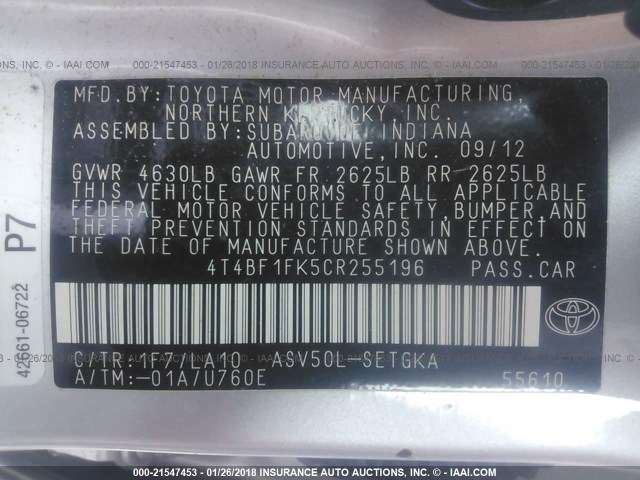 © - IAAI.COM 000-21547453 - 01/26/2018 INSURANCE AUTO AUCTIONS - © IAAI.COM
MFD.BY: TOYOTA MOTOR MANUFACTURING,
NORTHERN KENTUCKY,INC.
ASSEMBLED BY: SUBARU OF INDIANA
AUTOMOTIVE,INC. 09/12
GVWR 4630LB GAWR FR 2625LB RR 2625LB
THIS VEHICLE CONFORMS TO ALL APPLICABLE
FEDERAL MOTOR VEHICLE SAFETY,BUMPER,AND
THEFT PREVENTION STANDARDS IN EFFECT ON
THE DATE OF MANUFACTURE SHOWN ABOVE.
4T4BF1FK5CR255196 PASS.CAR
C/TR:1F7/LA10 ASV50L-SETGKA
A/TM:-01A/U760E 55610
P7
42661-06722
000-21547453 - 01/26/2018 INSURANCE AUTO AUCTIONS - © IAAI.COM